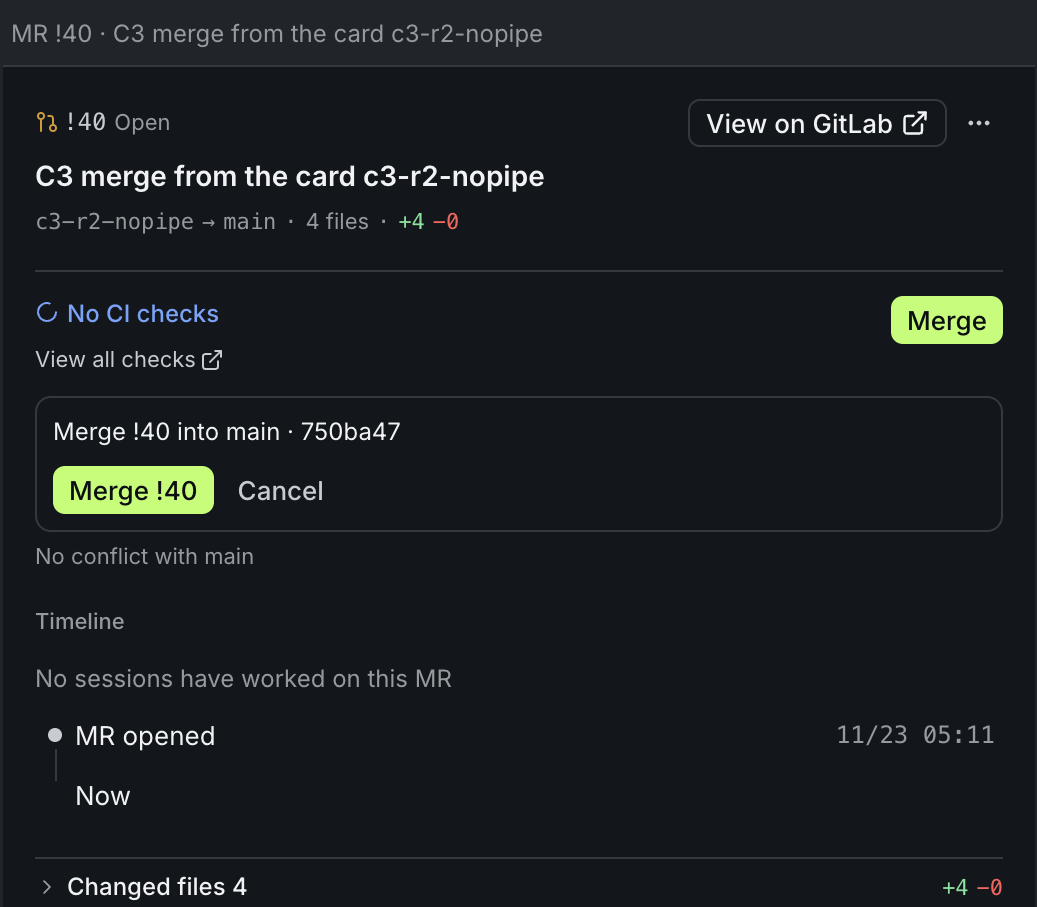 MR !40 · C3 merge from the card c3-r2-nopipe
!40 Open
View on GitLab
C3 merge from the card c3-r2-nopipe
c3-r2-nopipe → main · 4 files · +4 −0
No CI checks
Merge
View all checks
Merge !40 into main · 750ba47
Merge !40 Cancel
No conflict with main
Timeline
No sessions have worked on this MR
MR opened 11/23 05:11
Now
Changed files 4 +4 −0